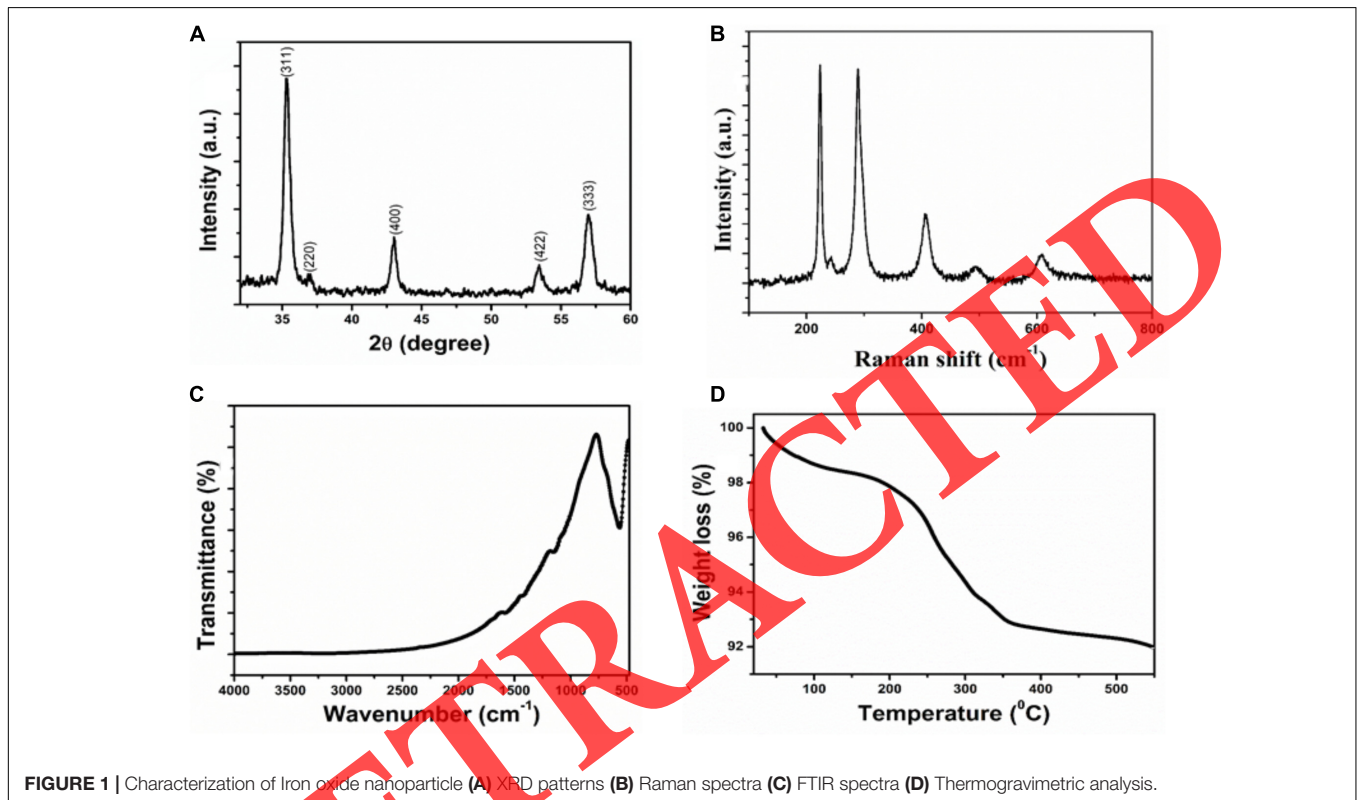 A
Intensity (a.u.)
(311)
(220)
(400)
(422)
(333)
35 40 45 50 55 60
2θ (degree)
B
Intensity (a.u.)
200 400 600 800
Raman shift (cm⁻¹)
C
Transmittance (%)
4000 3500 3000 2500 2000 1500 1000 500
Wavenumber (cm⁻¹)
D
Weight loss (%)
100
98
96
94
92
100 200 300 400 500
Temperature (⁰C)
ETRACTED
FIGURE 1 | Characterization of Iron oxide nanoparticle (A) XRD patterns (B) Raman spectra (C) FTIR spectra (D) Thermogravimetric analysis.